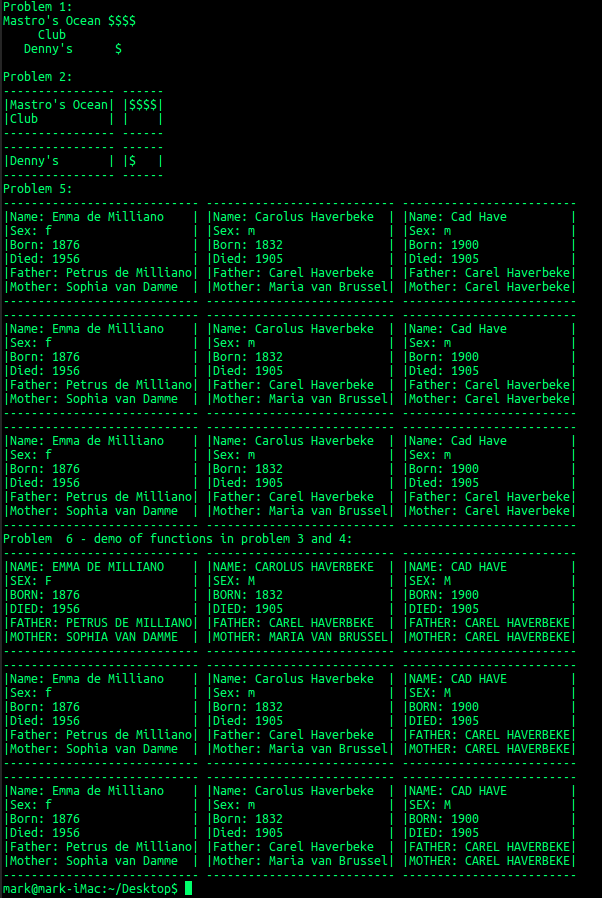 Problem 1:
Mastro's Ocean $$$$
     Club
   Denny's      $

Problem 2:
---------------- ------
|Mastro's Ocean| |$$$$|
|Club          | |    |
---------------- ------
---------------- ------
|Denny's       | |$   |
---------------- ------
Problem 5:
---------------------------- --------------------------- -------------------------
|Name: Emma de Milliano    | |Name: Carolus Haverbeke  | |Name: Cad Have         |
|Sex: f                    | |Sex: m                   | |Sex: m                 |
|Born: 1876                | |Born: 1832               | |Born: 1900             |
|Died: 1956                | |Died: 1905               | |Died: 1905             |
|Father: Petrus de Milliano| |Father: Carel Haverbeke  | |Father: Carel Haverbeke|
|Mother: Sophia van Damme  | |Mother: Maria van Brussel| |Mother: Carel Haverbeke|
---------------------------- --------------------------- -------------------------
---------------------------- --------------------------- -------------------------
|Name: Emma de Milliano    | |Name: Carolus Haverbeke  | |Name: Cad Have         |
|Sex: f                    | |Sex: m                   | |Sex: m                 |
|Born: 1876                | |Born: 1832               | |Born: 1900             |
|Died: 1956                | |Died: 1905               | |Died: 1905             |
|Father: Petrus de Milliano| |Father: Carel Haverbeke  | |Father: Carel Haverbeke|
|Mother: Sophia van Damme  | |Mother: Maria van Brussel| |Mother: Carel Haverbeke|
---------------------------- --------------------------- -------------------------
---------------------------- --------------------------- -------------------------
|Name: Emma de Milliano    | |Name: Carolus Haverbeke  | |Name: Cad Have         |
|Sex: f                    | |Sex: m                   | |Sex: m                 |
|Born: 1876                | |Born: 1832               | |Born: 1900             |
|Died: 1956                | |Died: 1905               | |Died: 1905             |
|Father: Petrus de Milliano| |Father: Carel Haverbeke  | |Father: Carel Haverbeke|
|Mother: Sophia van Damme  | |Mother: Maria van Brussel| |Mother: Carel Haverbeke|
---------------------------- --------------------------- -------------------------
Problem  6 - demo of functions in problem 3 and 4:
---------------------------- --------------------------- -------------------------
|NAME: EMMA DE MILLIANO    | |NAME: CAROLUS HAVERBEKE  | |NAME: CAD HAVE         |
|SEX: F                    | |SEX: M                   | |SEX: M                 |
|BORN: 1876                | |BORN: 1832               | |BORN: 1900             |
|DIED: 1956                | |DIED: 1905               | |DIED: 1905             |
|FATHER: PETRUS DE MILLIANO| |FATHER: CAREL HAVERBEKE  | |FATHER: CAREL HAVERBEKE|
|MOTHER: SOPHIA VAN DAMME  | |MOTHER: MARIA VAN BRUSSEL| |MOTHER: CAREL HAVERBEKE|
---------------------------- --------------------------- -------------------------
---------------------------- --------------------------- -------------------------
|Name: Emma de Milliano    | |Name: Carolus Haverbeke  | |NAME: CAD HAVE         |
|Sex: f                    | |Sex: m                   | |SEX: M                 |
|Born: 1876                | |Born: 1832               | |BORN: 1900             |
|Died: 1956                | |Died: 1905               | |DIED: 1905             |
|Father: Petrus de Milliano| |Father: Carel Haverbeke  | |FATHER: CAREL HAVERBEKE|
|Mother: Sophia van Damme  | |Mother: Maria van Brussel| |MOTHER: CAREL HAVERBEKE|
---------------------------- --------------------------- -------------------------
---------------------------- --------------------------- -------------------------
|Name: Emma de Milliano    | |Name: Carolus Haverbeke  | |NAME: CAD HAVE         |
|Sex: f                    | |Sex: m                   | |SEX: M                 |
|Born: 1876                | |Born: 1832               | |BORN: 1900             |
|Died: 1956                | |Died: 1905               | |DIED: 1905             |
|Father: Petrus de Milliano| |Father: Carel Haverbeke  | |FATHER: CAREL HAVERBEKE|
|Mother: Sophia van Damme  | |Mother: Maria van Brussel| |MOTHER: CAREL HAVERBEKE|
---------------------------- --------------------------- -------------------------
mark@mark-iMac:~/Desktop$